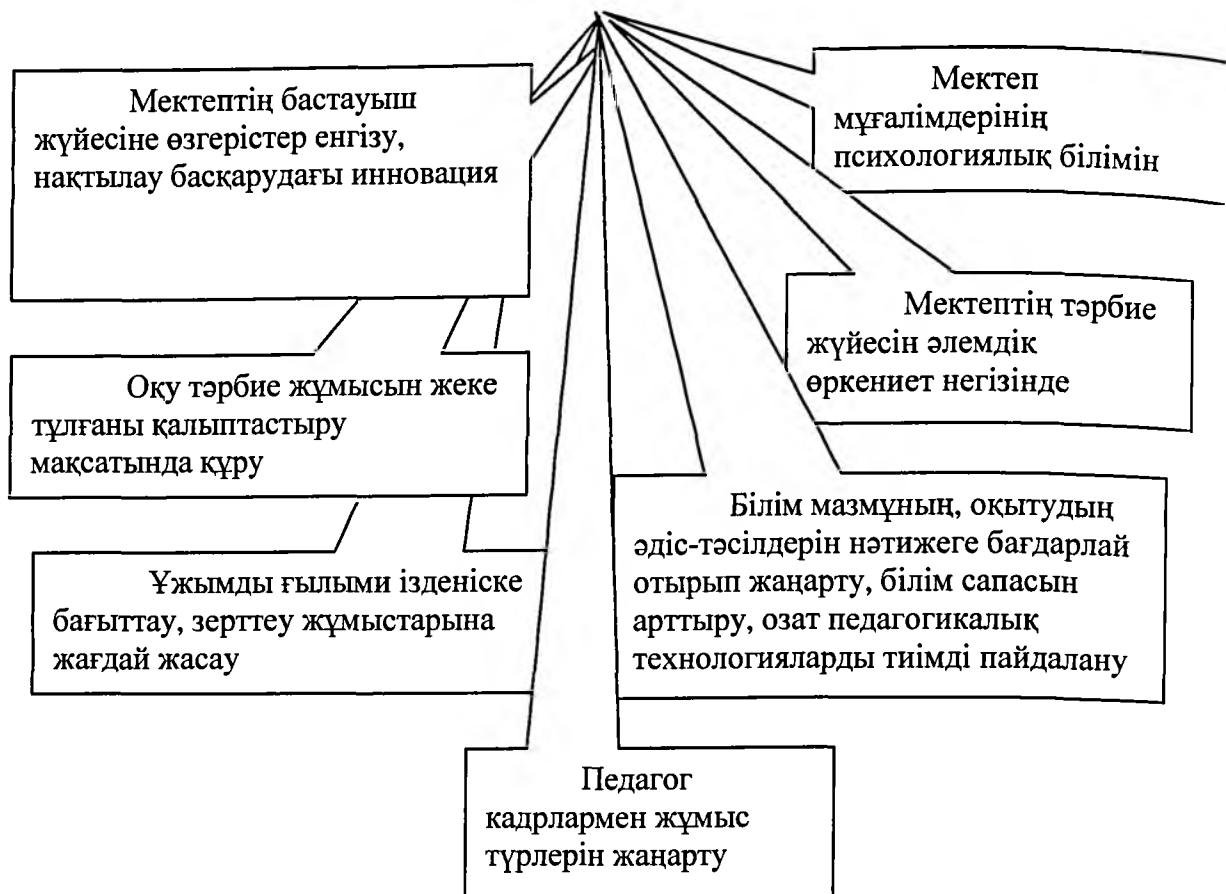 Мектептің бастауыш
жүйесіне өзгерістер енгізу,
нақтылау басқарудағы инновация
Мектеп
мұғалімдерінің
психологиялық білімін
Мектептің тәрбие
жүйесін әлемдік
өркениет негізінде
Оқу тәрбие жұмысын жеке
тұлғаны қалыптастыру
мақсатында құру
Білім мазмұның, оқытудың
әдіс-тәсілдерін нәтижеге бағдарлай
отырып жаңарту, білім сапасын
арттыру, озат педагогикалық
технологияларды тиімді пайдалану
Ұжымды ғылыми ізденіске
бағыттау, зерттеу жұмыстарына
жағдай жасау
Педагог
кадрлармен жұмыс
түрлерін жаңарту